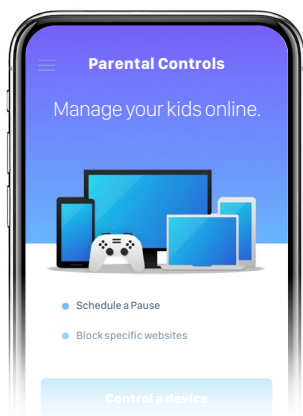 Parental Controls
Manage your kids online.
Schedule a Pause
Block specific websites
Control a device